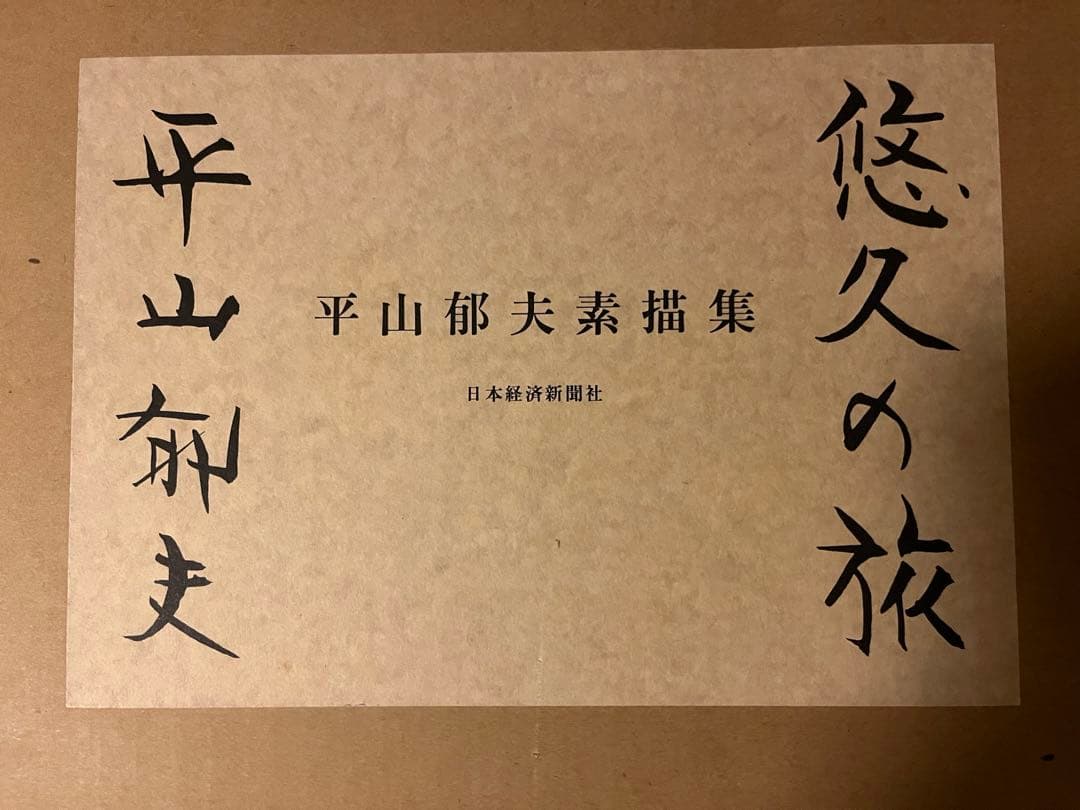 悠久の旅
平山郁夫素描集
日本経済新聞社
平山郁夫